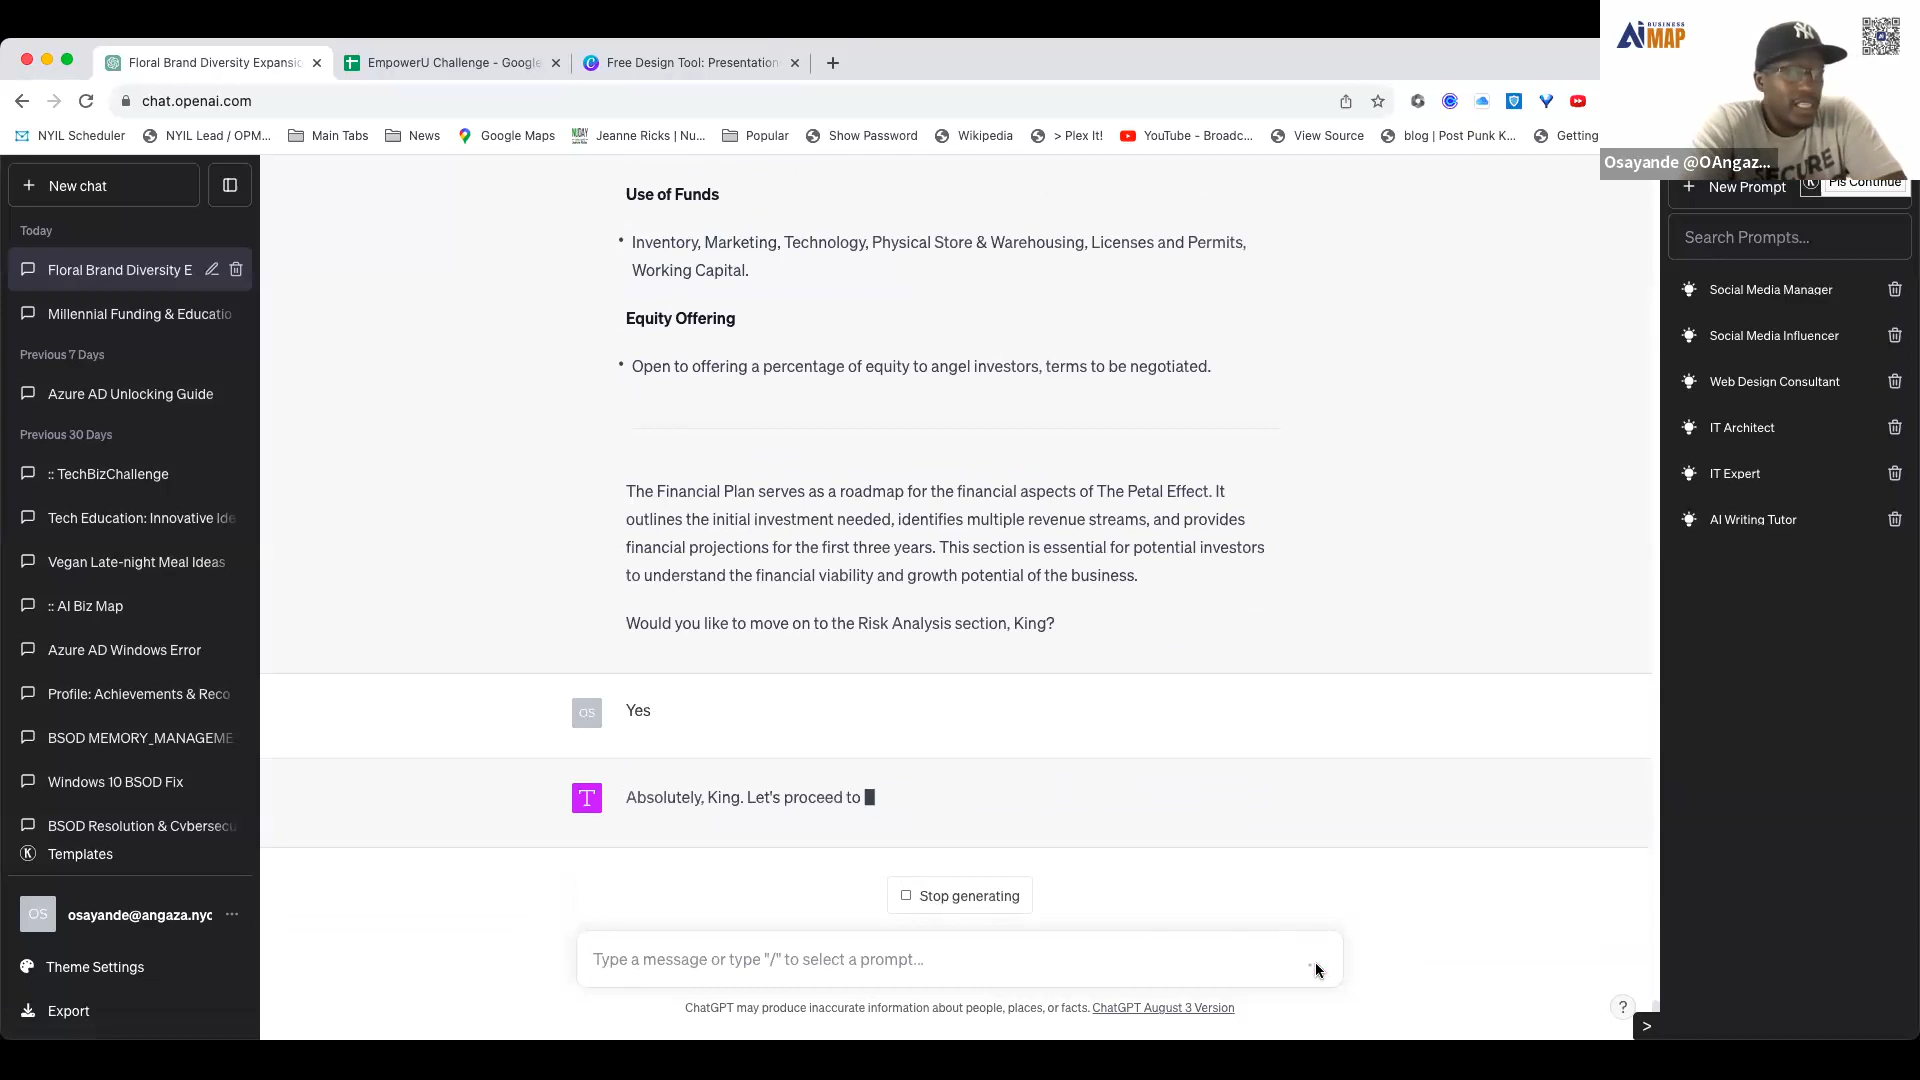 Ai BUSINESS MAP
Floral Brand Diversity Expansio
EmpowerU Challenge - Google
Free Design Tool: Presentation
chat.openai.com
NYIL Scheduler
NYIL Lead / OPM...
Main Tabs
News
Google Maps
Jeanne Ricks | Nu...
Popular
Show Password
Wikipedia
> Plex It!
YouTube - Broadc...
View Source
blog | Post Punk K...
Getting
SECURE
Osayande @OAngaz...
New chat
Today
Floral Brand Diversity E
Millennial Funding & Educatio
Previous 7 Days
Azure AD Unlocking Guide
Previous 30 Days
:: TechBizChallenge
Tech Education: Innovative Ide
Vegan Late-night Meal Ideas
:: AI Biz Map
Azure AD Windows Error
Profile: Achievements & Reco
BSOD MEMORY_MANAGEME
Windows 10 BSOD Fix
BSOD Resolution & Cybersecu
Templates
OS
osayande@angaza.nyc
Theme Settings
Export
Use of Funds
• Inventory, Marketing, Technology, Physical Store & Warehousing, Licenses and Permits,
Working Capital.
Equity Offering
• Open to offering a percentage of equity to angel investors, terms to be negotiated.
The Financial Plan serves as a roadmap for the financial aspects of The Petal Effect. It
outlines the initial investment needed, identifies multiple revenue streams, and provides
financial projections for the first three years. This section is essential for potential investors
to understand the financial viability and growth potential of the business.
Would you like to move on to the Risk Analysis section, King?
OS
Yes
T
Absolutely, King. Let's proceed to
Stop generating
Type a message or type "/" to select a prompt...
ChatGPT may produce inaccurate information about people, places, or facts. ChatGPT August 3 Version
?
>
New Prompt
Pls Continue
Search Prompts...
Social Media Manager
Social Media Influencer
Web Design Consultant
IT Architect
IT Expert
AI Writing Tutor